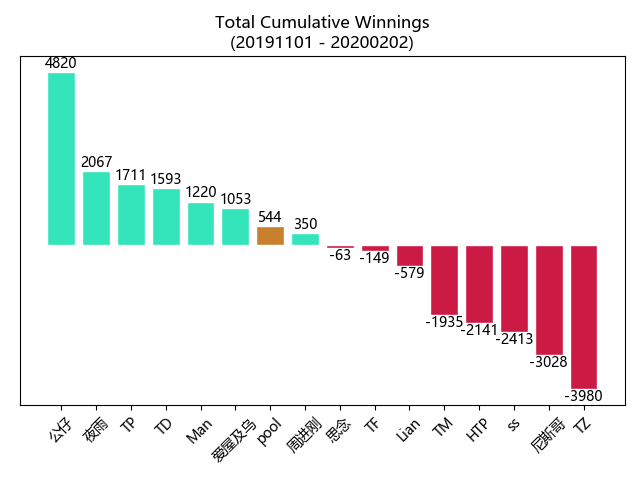 Total Cumulative Winnings
(20191101 - 20200202)
4820
2067
1711
1593
1220
1053
544
350
-63
-149
-579
-1935
-2141
-2413
-3028
-3980
公仔
夜雨
TP
TD
Man
爱屋及乌
pool
周进刚
思念
TF
Lian
TM
HTP
ss
尼斯哥
TZ